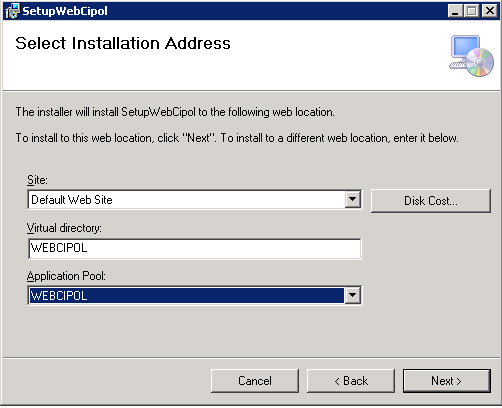 SetupWebCipol
Select Installation Address
The installer will install SetupWebCipol to the following web location.
To install to this web location, click "Next". To install to a different web location, enter it below.
Site:
Default Web Site
Disk Cost...
Virtual directory:
WEBCIPOL
Application Pool:
WEBCIPOL
Cancel
< Back
Next >